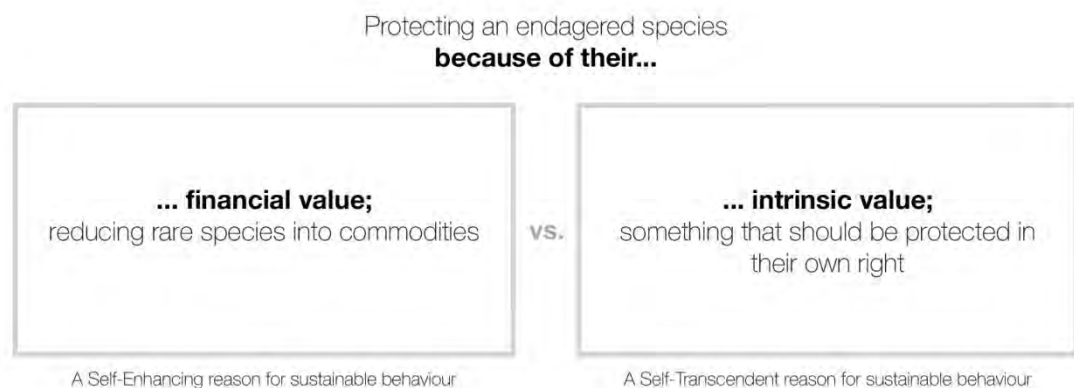 Protecting an endagered species
because of their...
... financial value;
reducing rare species into commodities
vs.
... intrinsic value;
something that should be protected in
their own right
A Self-Enhancing reason for sustainable behaviour
A Self-Transcendent reason for sustainable behaviour